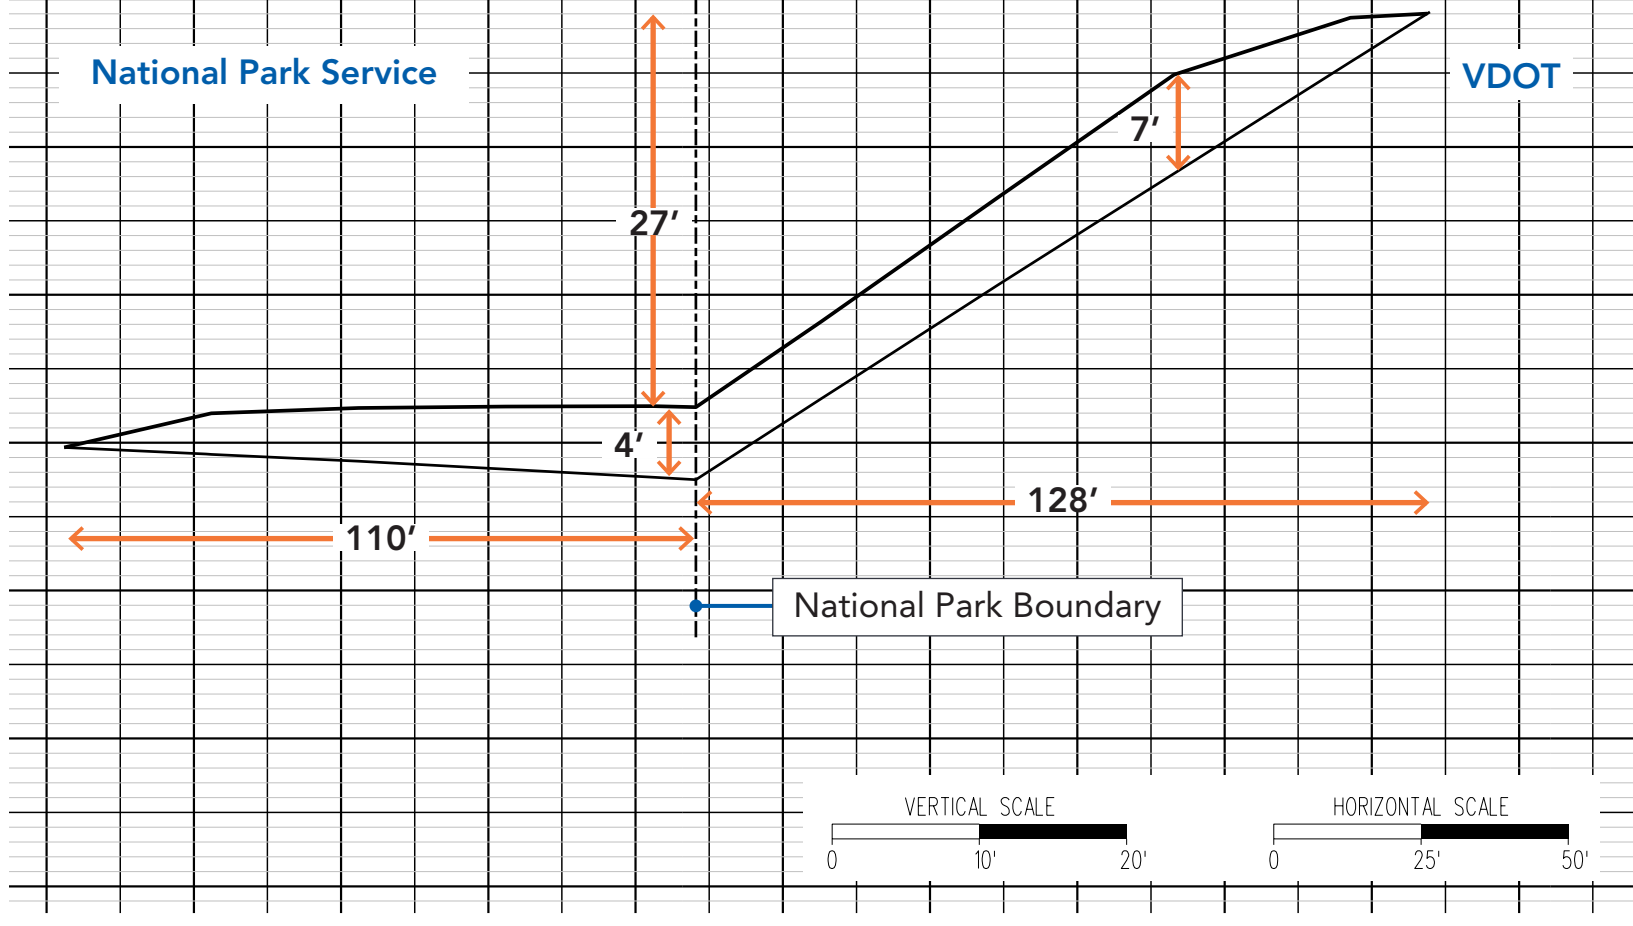 National Park Service
VDOT
7’
27’
4’
128’
110’
National Park Boundary
VERTICAL SCALE
0 10' 20'
HORIZONTAL SCALE
0 25' 50'